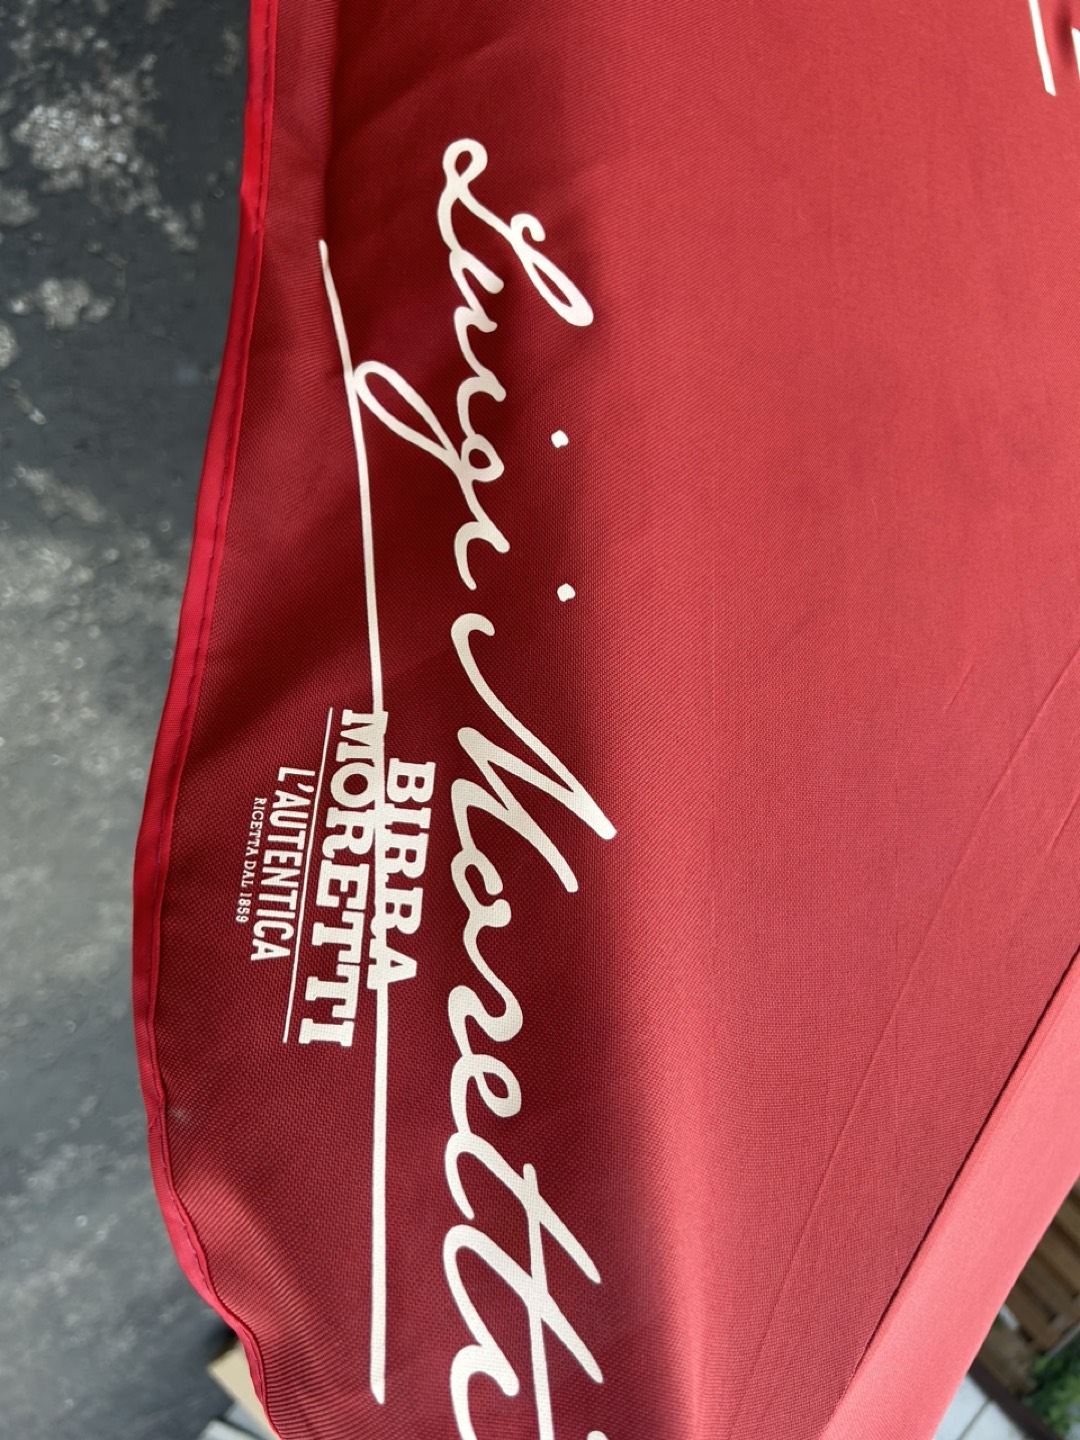 Luigi Moretti
BIRRA
MORETTI
L'AUTENTICA
RICETTA DAL 1859